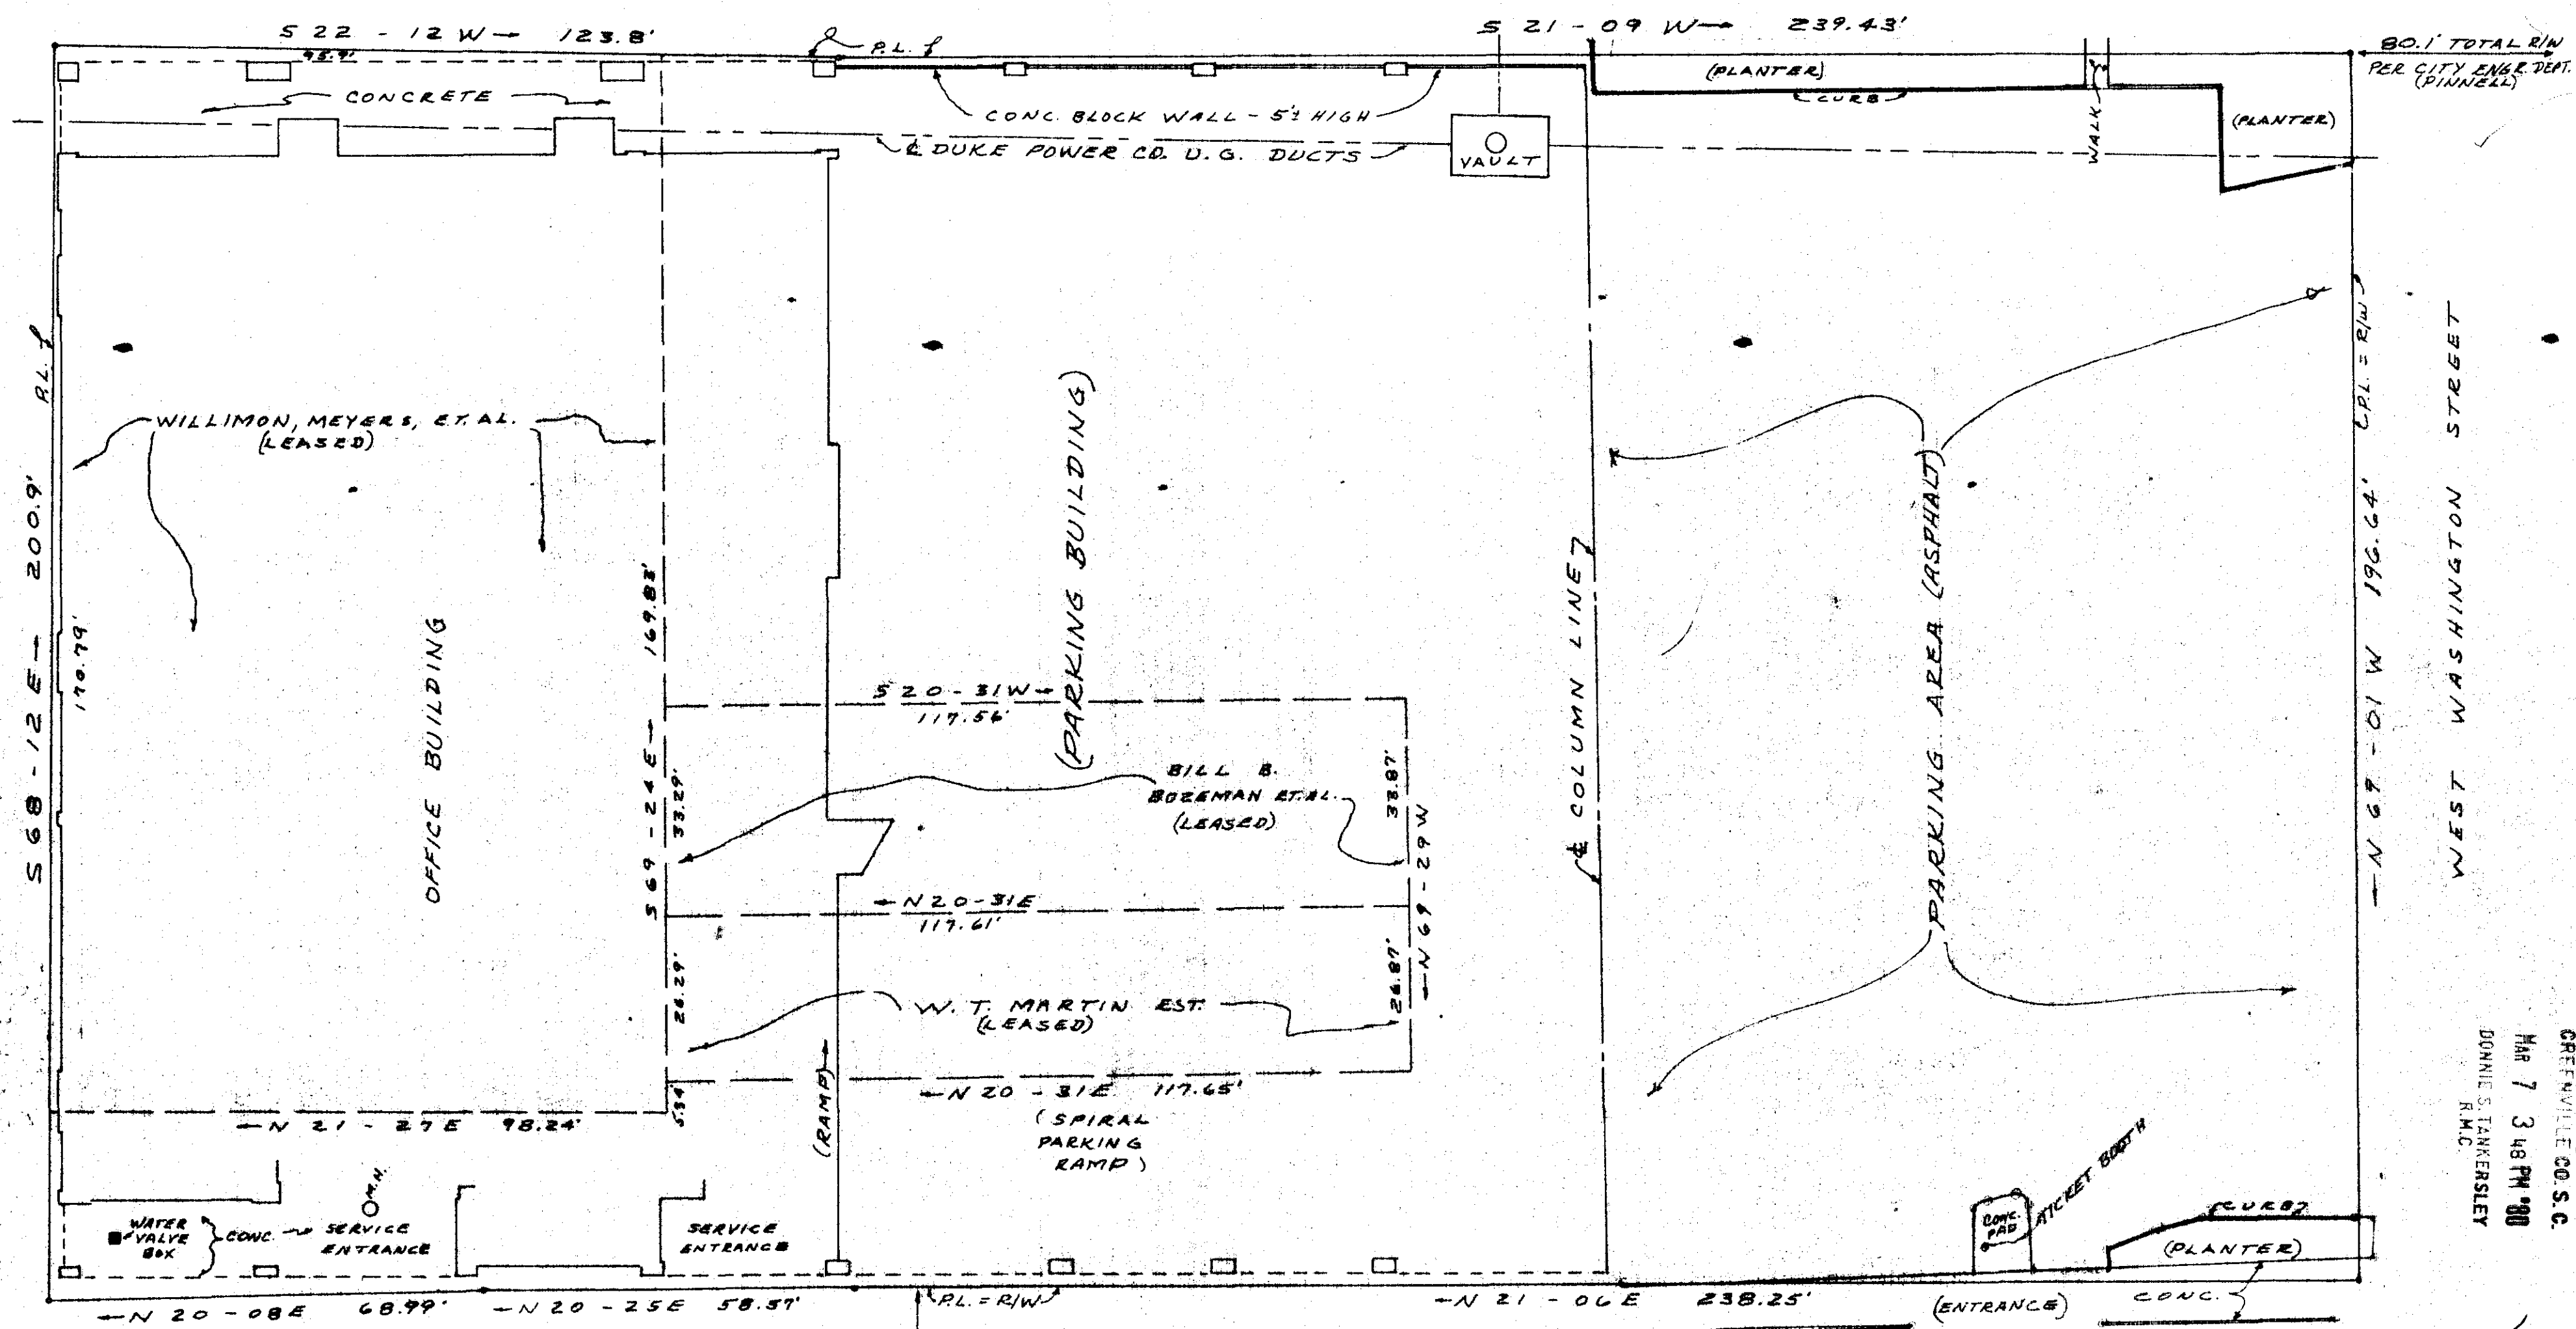 S 22 - 12 W → 123.8'
95.9'
P.L.
S 21 - 09 W → 239.43'
80.1' TOTAL R/W
PER CITY ENGR. DEPT.
(PINNELL)
CONCRETE
CONC. BLOCK WALL - 5'± HIGH
(PLANTER)
CURB
WALK
(PLANTER)
℄ DUKE POWER CO. U.G. DUCTS
VAULT
P.L.
WILLIMON, MEYERS, ET. AL.
(LEASED)
S 68 - 12 E → 200.9'
170.79'
OFFICE BUILDING
S 69 - 24 E → 169.83'
(PARKING BUILDING)
℄ COLUMN LINE
PARKING AREA (ASPHALT)
P.L. = R/W
← N 69 - 01 W 196.64'
WEST WASHINGTON STREET
S 20 - 31 W →
117.56'
33.29'
BILL B.
BOZEMAN ET. AL.
(LEASED)
33.87'
← N 69 - 29 W
← N 20 - 31 E
117.61'
26.29'
26.87'
W. T. MARTIN EST.
(LEASED)
← N 20 - 31 E 117.65'
(SPIRAL
PARKING
RAMP)
(RAMP)
← N 21 - 27 E 98.24'
M.H.
WATER
VALVE
BOX
CONC.
SERVICE
ENTRANCE
SERVICE
ENTRANCE
CONC.
PAD
TICKET BOOTH
CURB
(PLANTER)
← N 20 - 08 E 68.99'
← N 20 - 25 E 58.57'
P.L. = R/W
← N 21 - 06 E 238.25'
(ENTRANCE)
CONC.
GREENVILLE CO. S. C.
MAR 7 3 48 PM '80
DONNIE S. TANKERSLEY
R.M.C